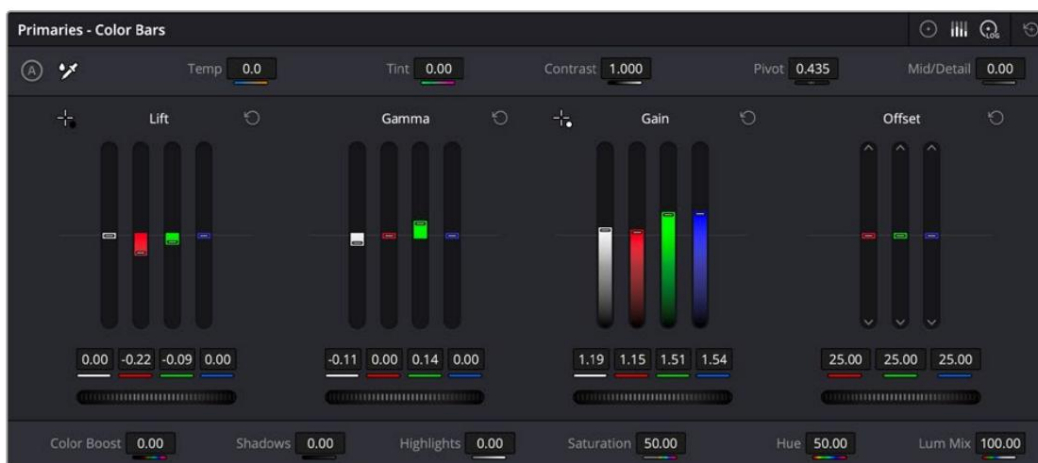 Primaries - Color Bars
LOG
A Temp 0.0 Tint 0.00 Contrast 1.000 Pivot 0.435 Mid/Detail 0.00
Lift Gamma Gain Offset
0.00 -0.22 -0.09 0.00 -0.11 0.00 0.14 0.00 1.19 1.15 1.51 1.54 25.00 25.00 25.00
Color Boost 0.00 Shadows 0.00 Highlights 0.00 Saturation 50.00 Hue 50.00 Lum Mix 100.00